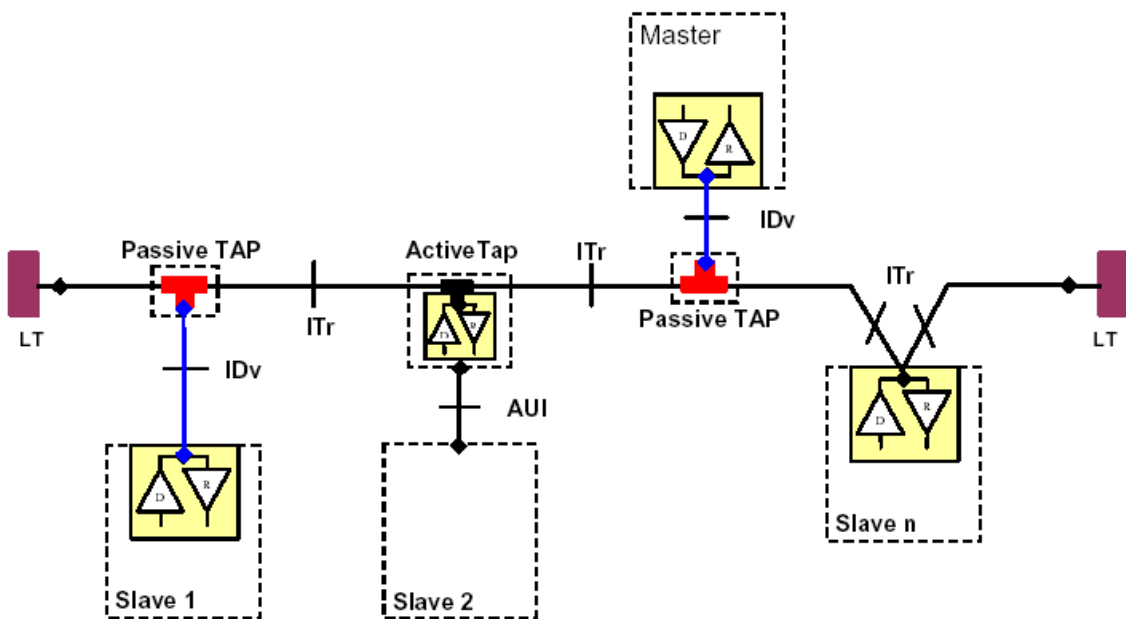 Master
D
R
IDv
Passive TAP
ActiveTap
ITr
ITr
LT
ITr
Passive TAP
LT
D
R
IDv
AUI
D
R
D
R
Slave 1
Slave 2
Slave n